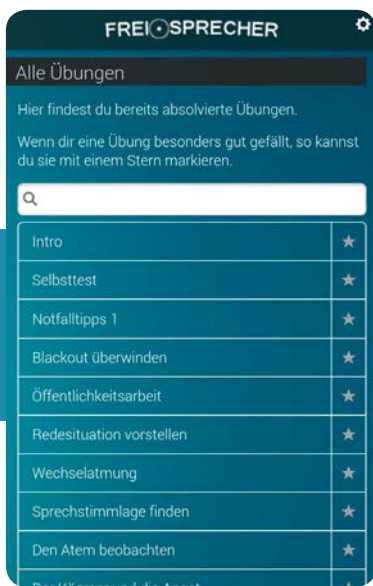 FREI SPRECHER
Alle Übungen
Hier findest du bereits absolvierte Übungen.
Wenn dir eine Übung besonders gut gefällt, so kannst
du sie mit einem Stern markieren.
Intro
Selbsttest
Notfalltipps 1
Blackout überwinden
Öffentlichkeitsarbeit
Redesituation vorstellen
Wechselatmung
Sprechstimmlage finden
Den Atem beobachten